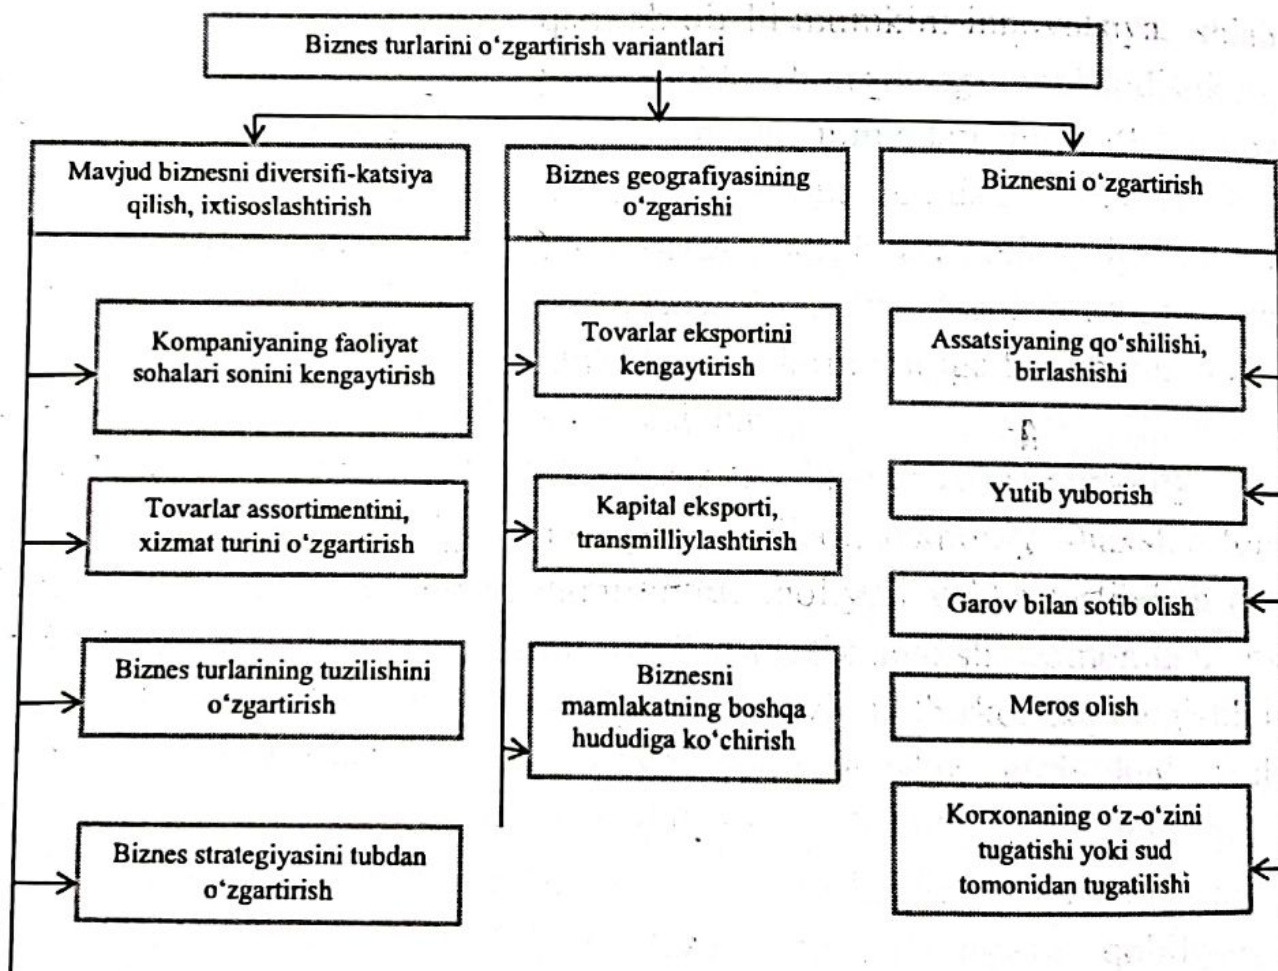 Biznes turlarini o‘zgartirish variantlari
Mavjud biznesni diversifi-katsiya
qilish, ixtisoslashtirish
Kompaniyaning faoliyat
sohalari sonini kengaytirish
Tovarlar assortimentini,
xizmat turini o‘zgartirish
Biznes turlarining tuzilishini
o‘zgartirish
Biznes strategiyasini tubdan
o‘zgartirish
Biznes geografiyasining
o‘zgarishi
Tovarlar eksportini
kengaytirish
Kapital eksporti,
transmilliylashtirish
Biznesni
mamlakatning boshqa
hududiga ko‘chirish
Biznesni o‘zgartirish
Assatsiyaning qo‘shilishi,
birlashishi
Yutib yuborish
Garov bilan sotib olish
Meros olish
Korxonaning o‘z-o‘zini
tugatishi yoki sud
tomonidan tugatilishi